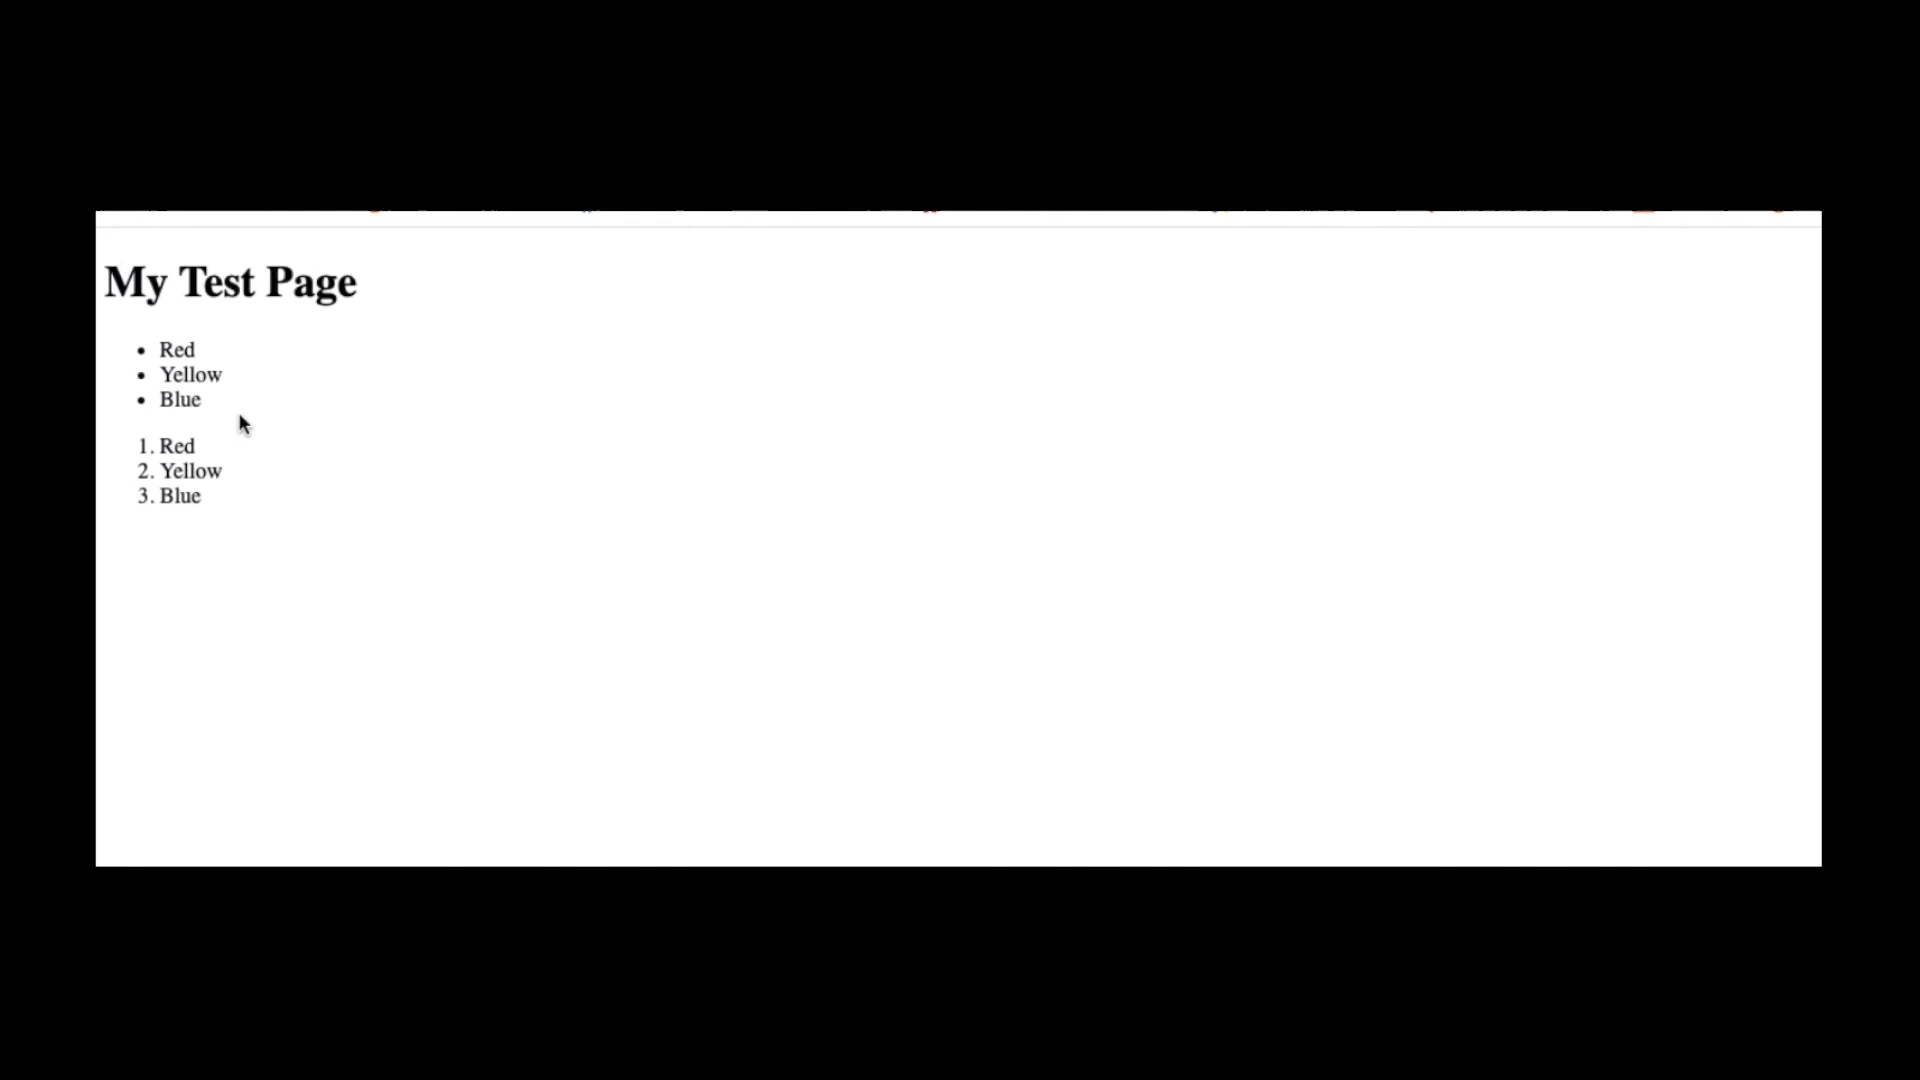 My Test Page
• Red
• Yellow
• Blue
1. Red
2. Yellow
3. Blue